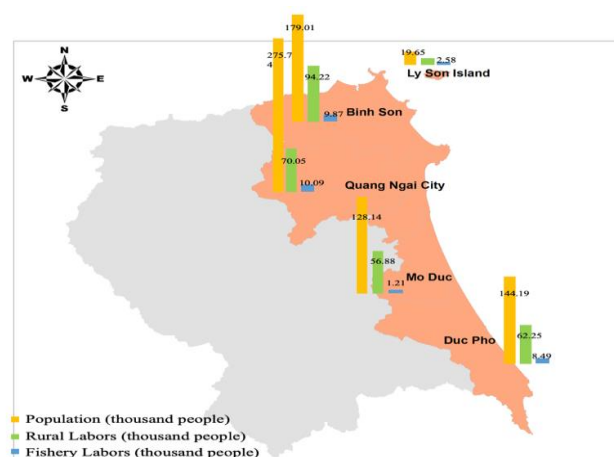 179.01
275.7
4
N
W E
S
94.22
9.87
Binh Son
19.65
2.58
Ly Son Island
70.05
10.09
Quang Ngai City
128.14
56.88
1.21
Mo Duc
144.19
62.25
8.49
Duc Pho
Population (thousand people)
Rural Labors (thousand people)
Fishery Labors (thousand people)